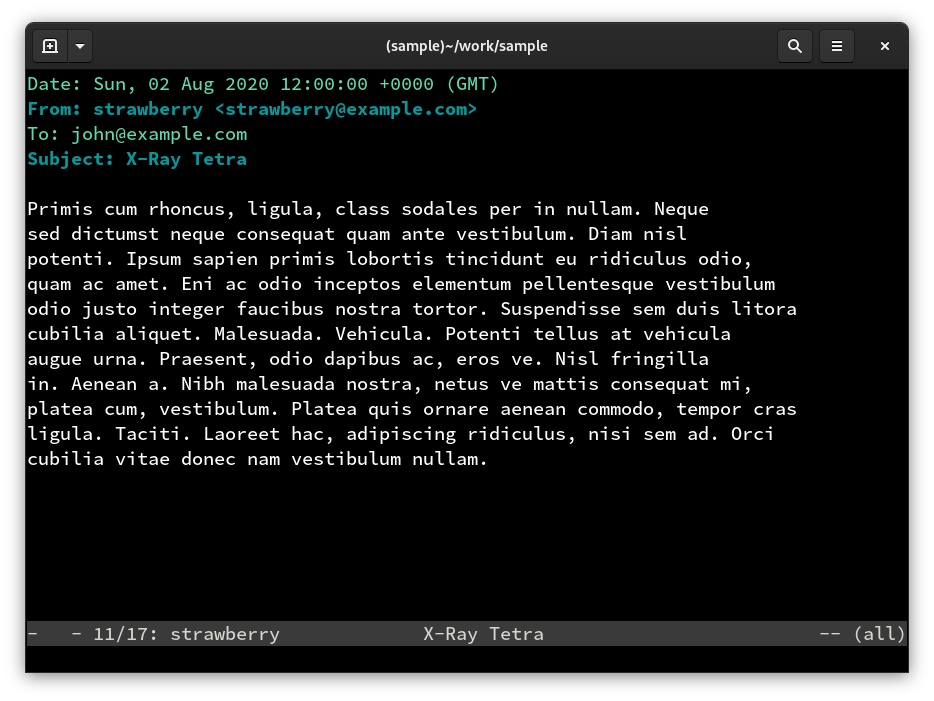 (sample)~/work/sample
Date: Sun, 02 Aug 2020 12:00:00 +0000 (GMT)
From: strawberry <strawberry@example.com>
To: john@example.com
Subject: X-Ray Tetra
Primis cum rhoncus, ligula, class sodales per in nullam. Neque
sed dictumst neque consequat quam ante vestibulum. Diam nisl
potenti. Ipsum sapien primis lobortis tincidunt eu ridiculus odio,
quam ac amet. Eni ac odio inceptos elementum pellentesque vestibulum
odio justo integer faucibus nostra tortor. Suspendisse sem duis litora
cubilia aliquet. Malesuada. Vehicula. Potenti tellus at vehicula
augue urna. Praesent, odio dapibus ac, eros ve. Nisl fringilla
in. Aenean a. Nibh malesuada nostra, netus ve mattis consequat mi,
platea cum, vestibulum. Platea quis ornare aenean commodo, tempor cras
ligula. Taciti. Laoreet hac, adipiscing ridiculus, nisi sem ad. Orci
cubilia vitae donec nam vestibulum nullam.
-   - 11/17: strawberry             X-Ray Tetra                         -- (all)